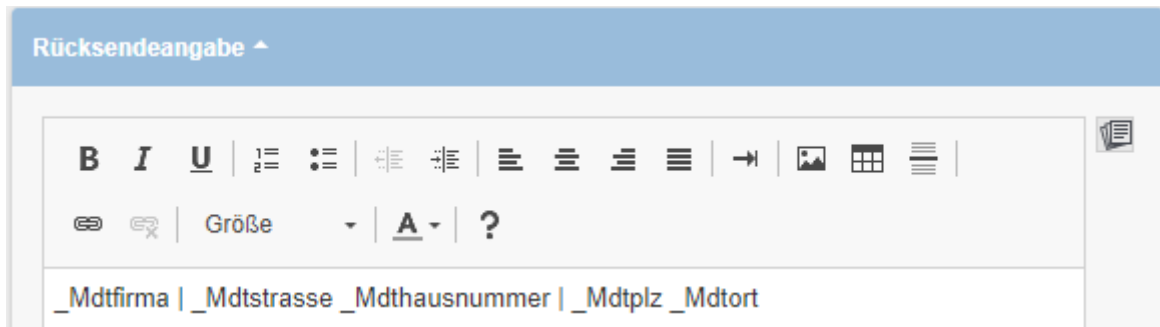 Rücksendeangabe
B I U
Größe A ?
_Mdtfirma | _Mdtstrasse _Mdthausnummer | _Mdtplz _Mdtort